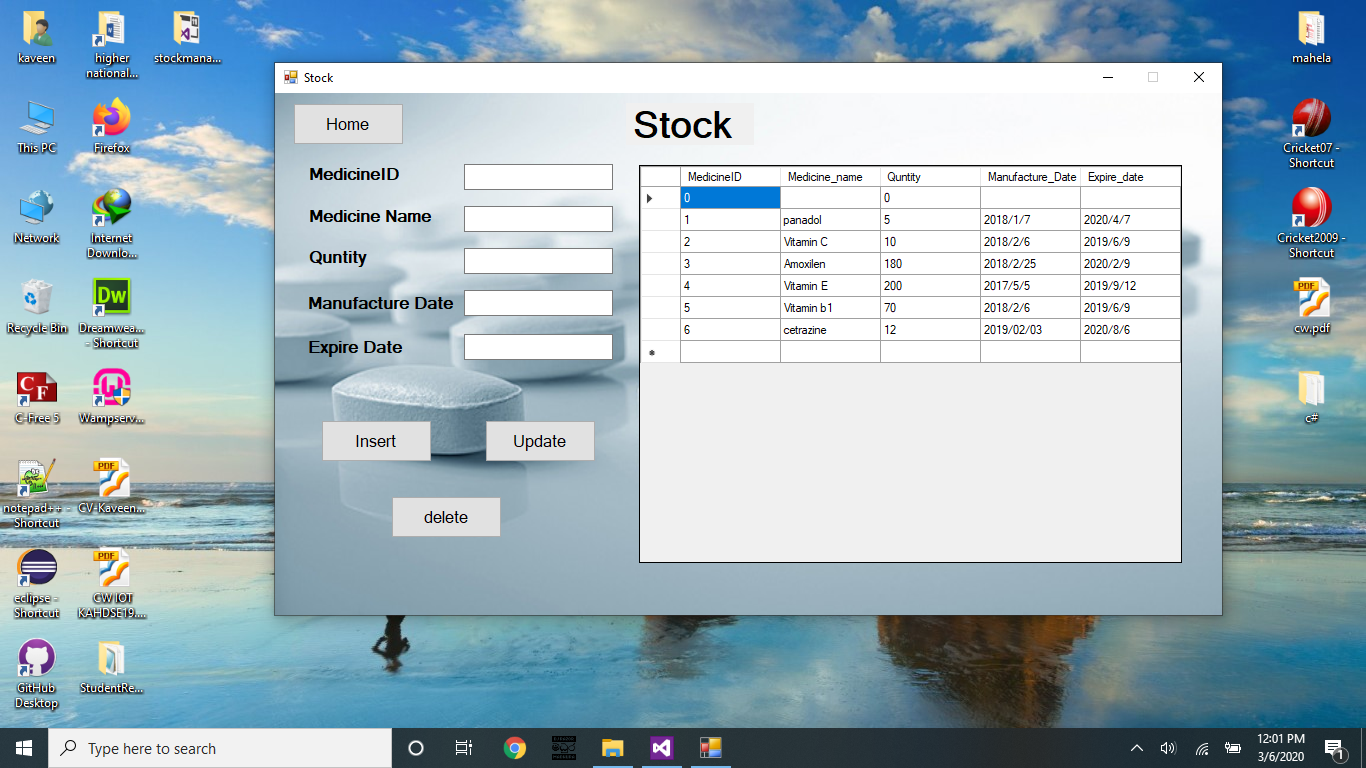 kaveen
higher
national...
stockmana...
mahela
This PC
Firefox
Cricket07 -
Shortcut
Network
Internet
Downlo...
Cricket2009 -
Shortcut
Recycle Bin
Dw
Dreamwea...
- Shortcut
PDF
cw.pdf
CF
C-Free 5
Wampserv...
c#
notepad++ -
Shortcut
PDF
CV-Kaveen...
eclipse -
Shortcut
PDF
CW IOT
KAHDSE19....
GitHub
Desktop
StudentRe...
Stock
Home
Stock
MedicineID
Medicine Name
Quntity
Manufacture Date
Expire Date
Insert
Update
delete
MedicineID Medicine_name Quntity Manufacture_Date Expire_date
0 0
1 panadol 5 2018/1/7 2020/4/7
2 Vitamin C 10 2018/2/6 2019/6/9
3 Amoxilen 180 2018/2/25 2020/2/9
4 Vitamin E 200 2017/5/5 2019/9/12
5 Vitamin b1 70 2018/2/6 2019/6/9
6 cetrazine 12 2019/02/03 2020/8/6
Type here to search
12:01 PM
3/6/2020
1